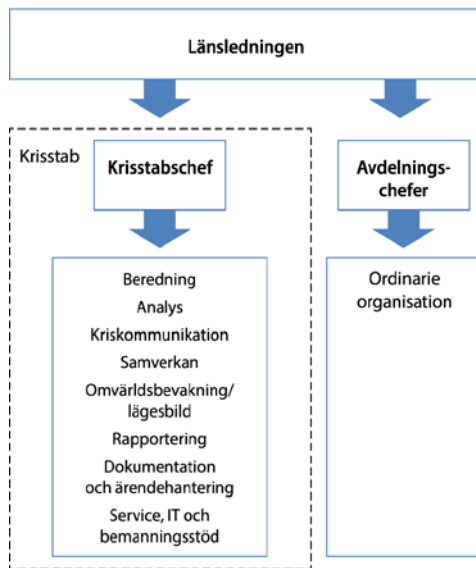 Länsledningen
Krisstab
Krisstabschef
Beredning
Analys
Kriskommunikation
Samverkan
Omvärldsbevakning/
lägesbild
Rapportering
Dokumentation
och ärendehantering
Service, IT och
bemanningsstöd
Avdelnings-
chefer
Ordinarie
organisation